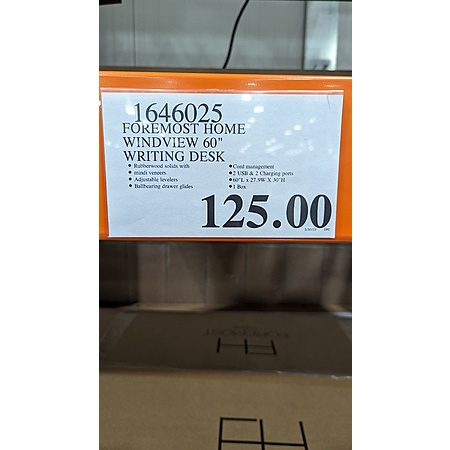 1646025
FOREMOST HOME
WINDVIEW 60"
WRITING DESK
• Rubberwood solids with
mindi veneers
• Adjustable levelers
• Ballbearing drawer glides
• Cord management
• 2 USB & 2 Charging ports
• 60"L x 27.9W X 30"H
• 1 Box
125.00
FOREMOST